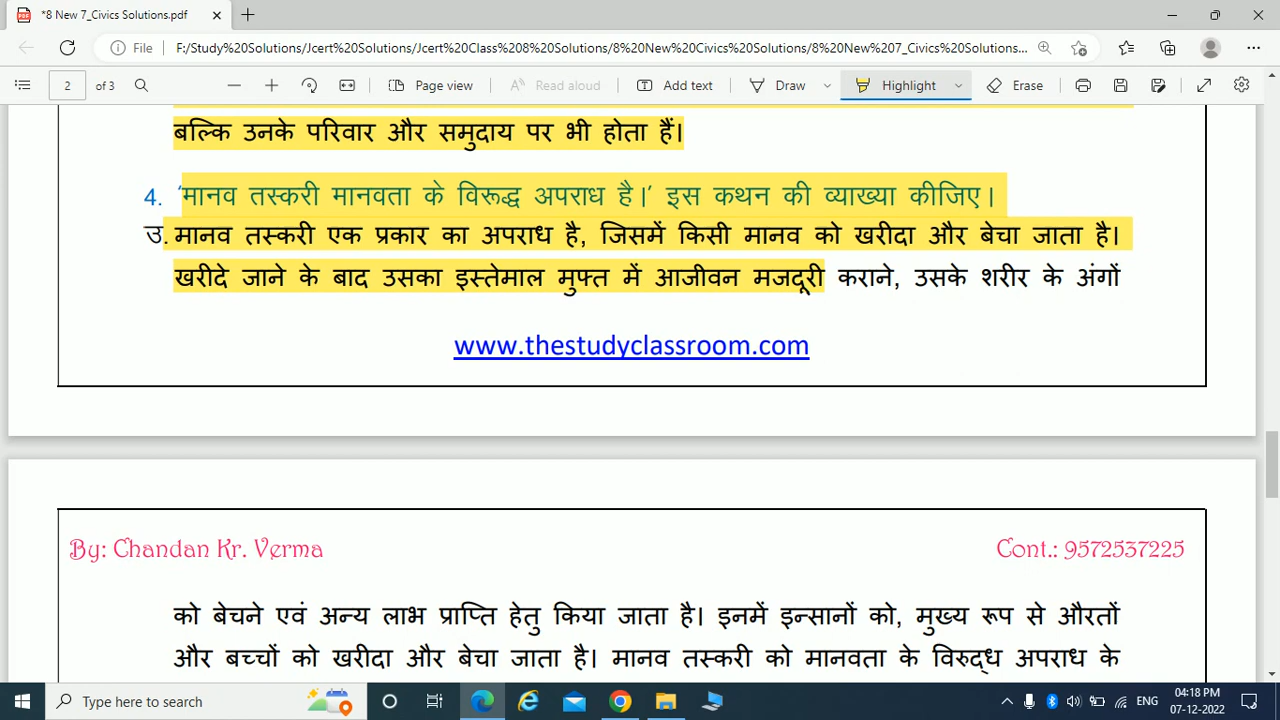 *8 New 7_Civics Solutions.pdf
File F:/Study%20Solutions/Jcert%20Solutions/Jcert%20Class%208%20Solutions/8%20New%20Civics%20Solutions/8%20New%207_Civics%20Solutions...
2 of 3 Page view Read aloud Add text Draw Highlight Erase
बल्कि उनके परिवार और समुदाय पर भी होता हैं।
4. ‘मानव तस्करी मानवता के विरूद्ध अपराध है।’ इस कथन की व्याख्या कीजिए।
उ. मानव तस्करी एक प्रकार का अपराध है, जिसमें किसी मानव को खरीदा और बेचा जाता है।
खरीदे जाने के बाद उसका इस्तेमाल मुफ्त में आजीवन मजदूरी कराने, उसके शरीर के अंगों
www.thestudyclassroom.com
By: Chandan Kr. Verma Cont.: 9572537225
को बेचने एवं अन्य लाभ प्राप्ति हेतु किया जाता है। इनमें इन्सानों को, मुख्य रूप से औरतों
और बच्चों को खरीदा और बेचा जाता है। मानव तस्करी को मानवता के विरुद्ध अपराध के
Type here to search ENG 04:18 PM
07-12-2022